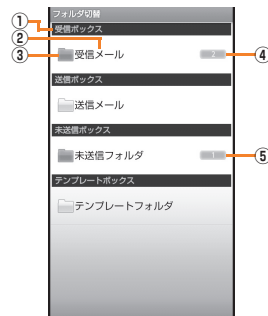 フォルダ切替
① 受信ボックス
②
③ 受信メール 2 ④
送信ボックス
送信メール
未送信ボックス
未送信フォルダ 1 ⑤
テンプレートボックス
テンプレートフォルダ